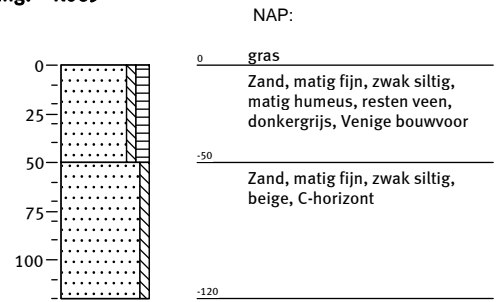 NAP:
0 gras
0
Zand, matig fijn, zwak siltig,
matig humeus, resten veen,
donkergrijs, Venige bouwvoor
25
50
-50
Zand, matig fijn, zwak siltig,
beige, C-horizont
75
100
-120